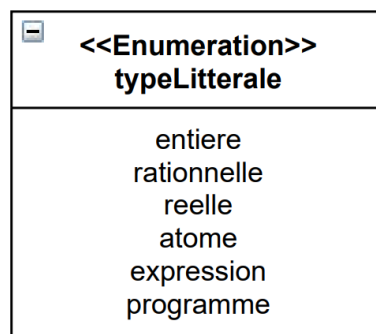 <<Enumeration>>
typeLitterale
entiere
rationnelle
reelle
atome
expression
programme